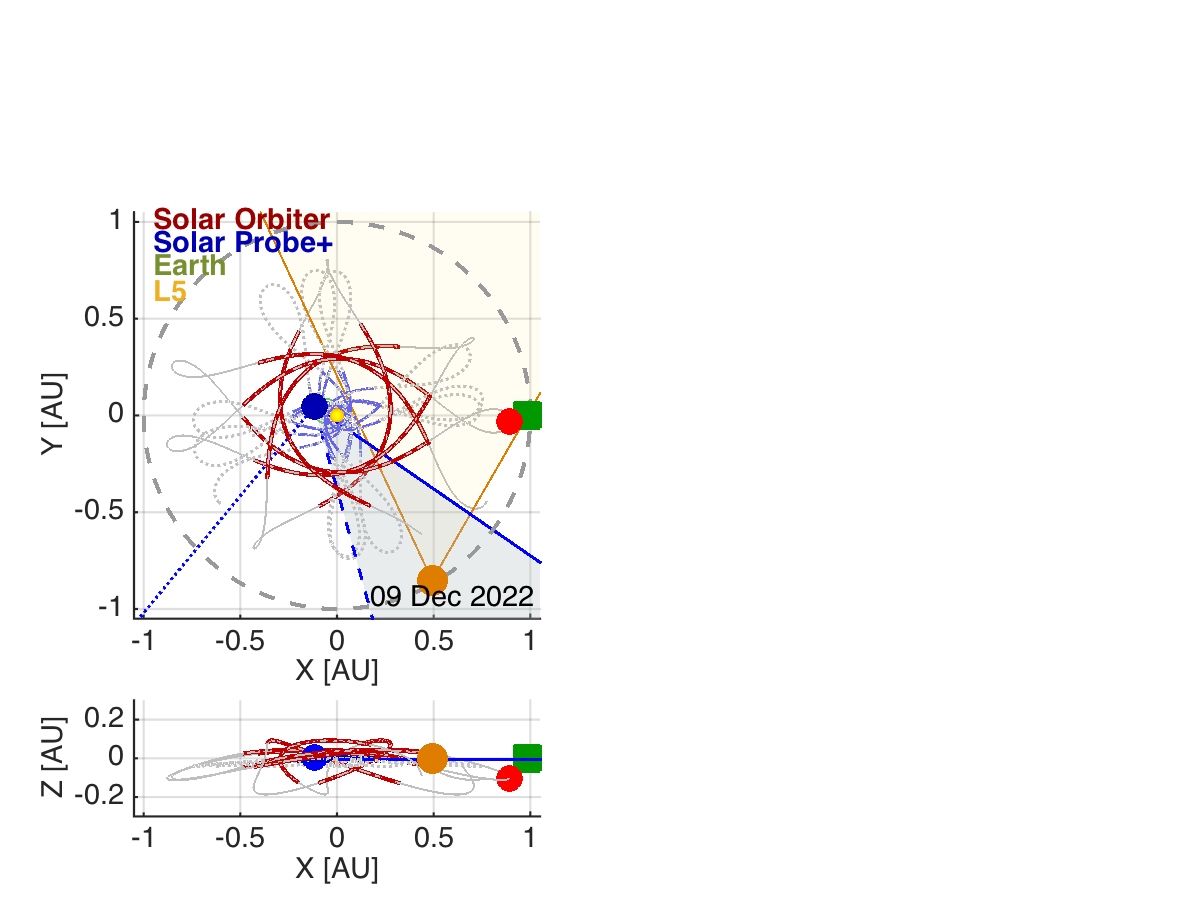 Solar Orbiter
Solar Probe+
Earth
L5
1
0.5
0
-0.5
-1
Y [AU]
09 Dec 2022
-1 -0.5 0 0.5 1
X [AU]
0.2
0
-0.2
Z [AU]
-1 -0.5 0 0.5 1
X [AU]